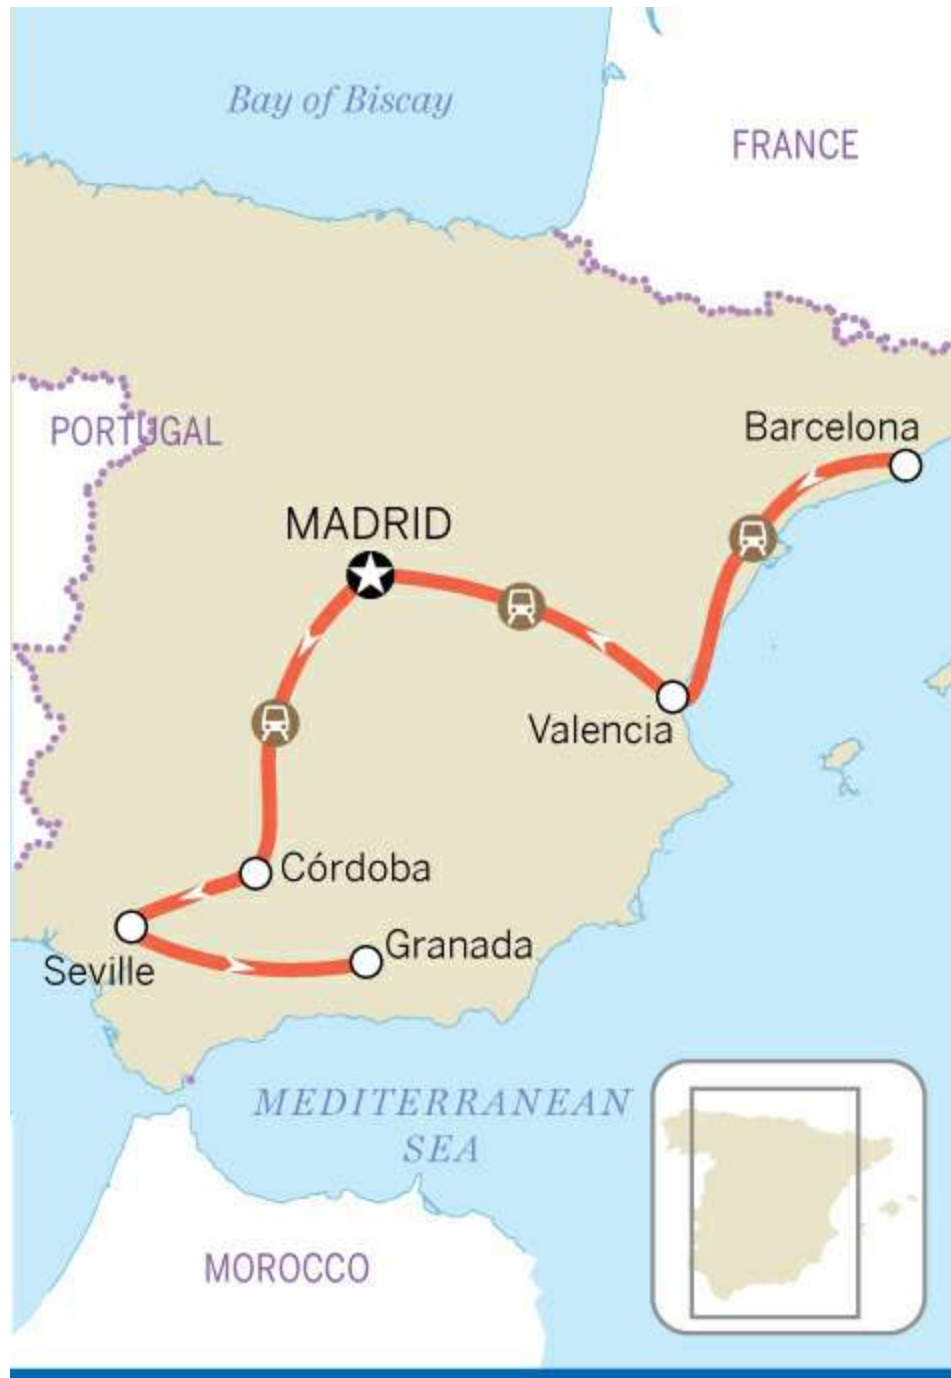 Bay of Biscay
FRANCE
PORTUGAL
Barcelona
MADRID
Valencia
Córdoba
Granada
Seville
MEDITERRANEAN
SEA
MOROCCO